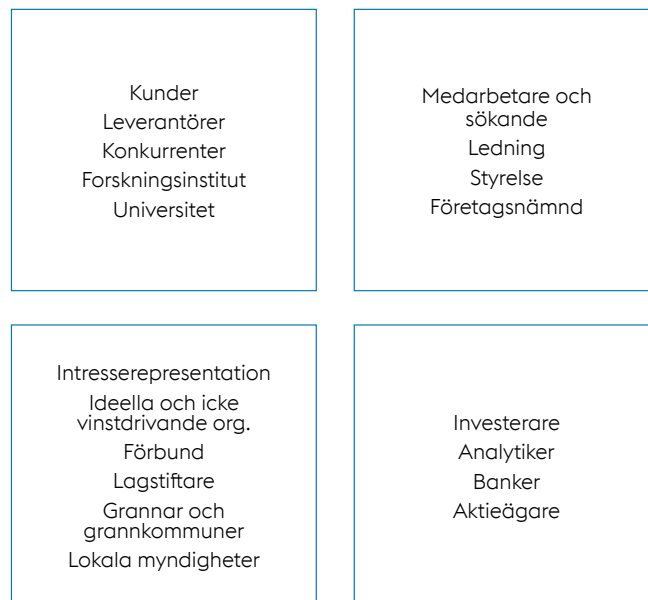 Kunder
Leverantörer
Konkurrenter
Forskningsinstitut
Universitet
Medarbetare och
sökande
Ledning
Styrelse
Företagsnämnd
Intresserepresentation
Ideella och icke
vinstdrivande org.
Förbund
Lagstiftare
Grannar och
grannkommuner
Lokala myndigheter
Investerare
Analytiker
Banker
Aktieägare